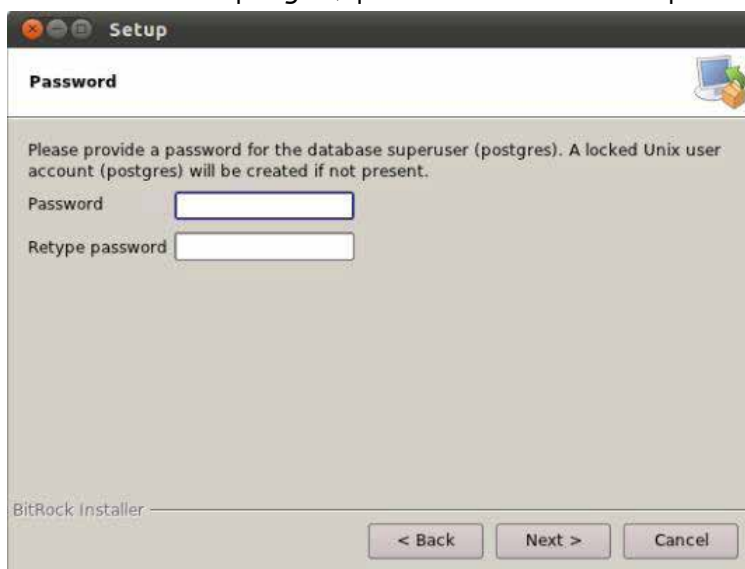 Setup
Password
Please provide a password for the database superuser (postgres). A locked Unix user
account (postgres) will be created if not present.
Password
Retype password
BitRock Installer
< Back
Next >
Cancel